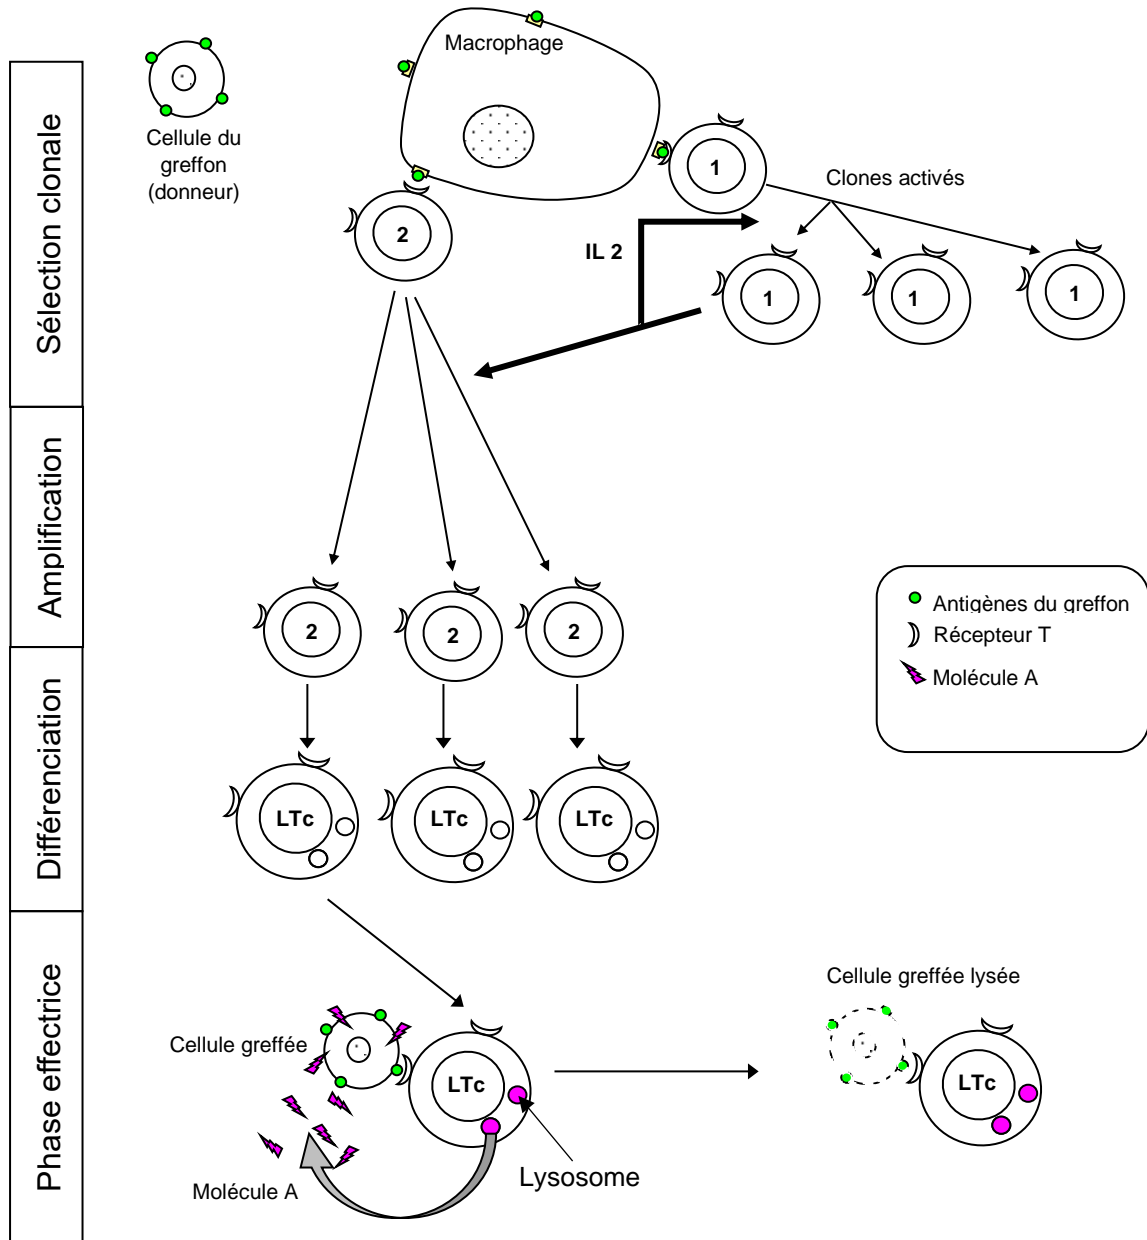 Macrophage
Cellule du
greffon
(donneur)
1
Clones activés
2
IL 2
1
1
1
Sélection clonale
Amplification
2
2
2
Antigènes du greffon
Récepteur T
Molécule A
Différenciation
LTc
LTc
LTc
Phase effectrice
Cellule greffée lysée
Cellule greffée
LTc
LTc
Lysosome
Molécule A